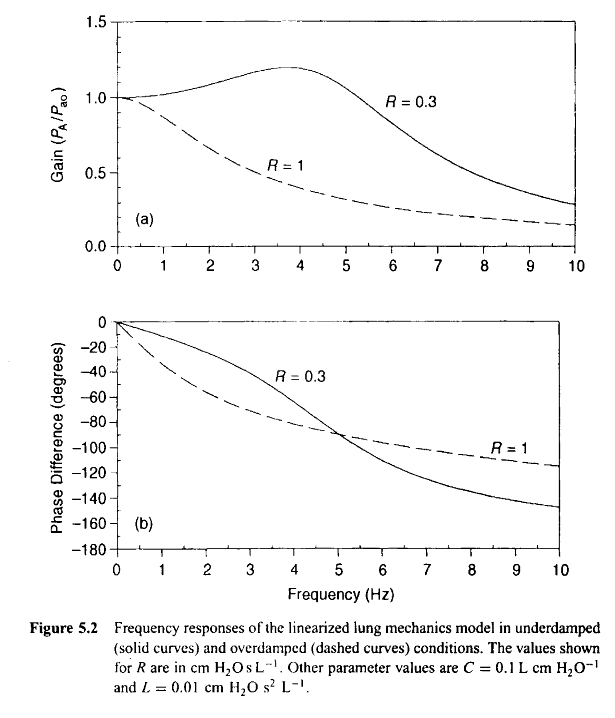 1.5
1.0
0.5
0.0
Gain (PA/Pao)
R = 0.3
R = 1
(a)
0 1 2 3 4 5 6 7 8 9 10
0
−20
−40
−60
−80
−100
−120
−140
−160
−180
Phase Difference (degrees)
R = 0.3
R = 1
(b)
0 1 2 3 4 5 6 7 8 9 10
Frequency (Hz)
Figure 5.2 Frequency responses of the linearized lung mechanics model in underdamped
(solid curves) and overdamped (dashed curves) conditions. The values shown
for R are in cm H₂O s L⁻¹. Other parameter values are C = 0.1 L cm H₂O⁻¹
and L = 0.01 cm H₂O s² L⁻¹.